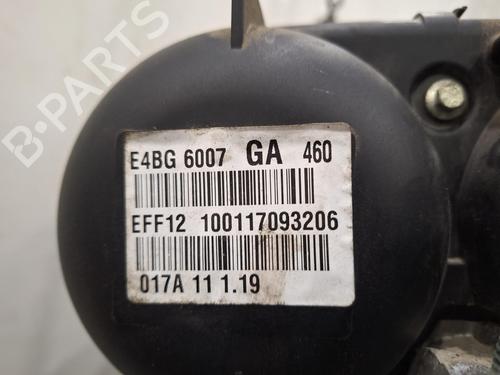 B-PARTS
E4BG 6007 GA 460
EFF12 100117093206
017A 11 1.19